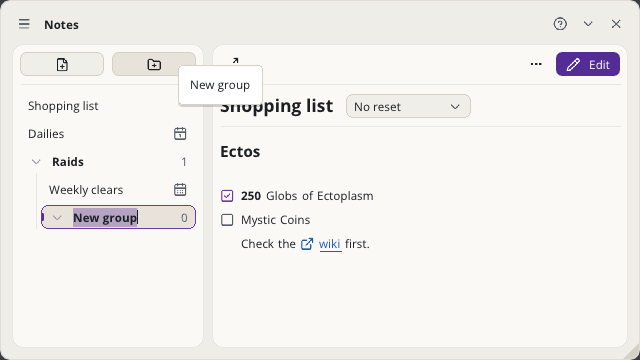 Notes
New group
Edit
Shopping list
Dailies
Raids 1
Weekly clears
New group 0
Shopping list No reset
Ectos
250 Globs of Ectoplasm
Mystic Coins
Check the wiki first.